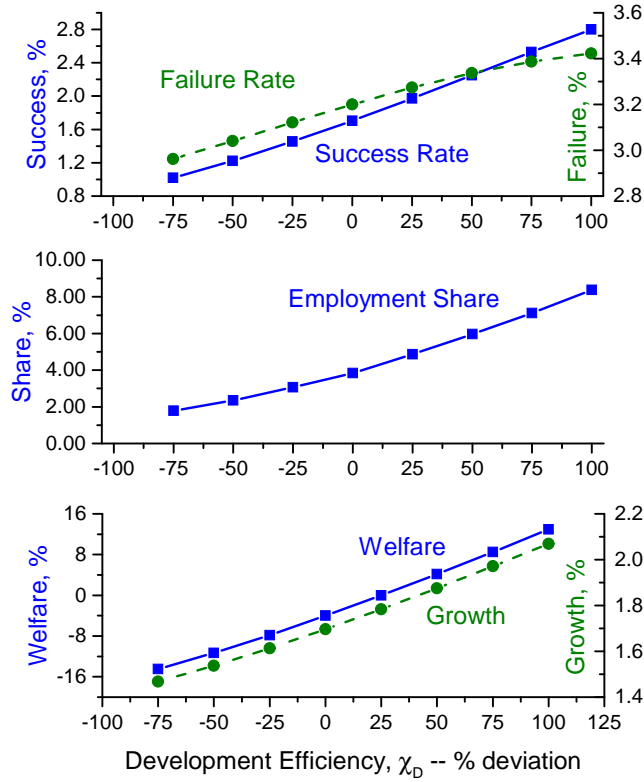 2.8
2.4
2.0
1.6
1.2
0.8
Success, %
Failure Rate
Success Rate
3.6
3.4
3.2
3.0
2.8
Failure, %
-100 -75 -50 -25 0 25 50 75 100
10.00
8.00
6.00
4.00
2.00
0.00
Share, %
Employment Share
-100 -75 -50 -25 0 25 50 75 100
16
8
0
-8
-16
Welfare, %
Welfare
Growth
2.2
2.0
1.8
1.6
1.4
Growth, %
-100 -75 -50 -25 0 25 50 75 100 125
Development Efficiency, χ_D -- % deviation